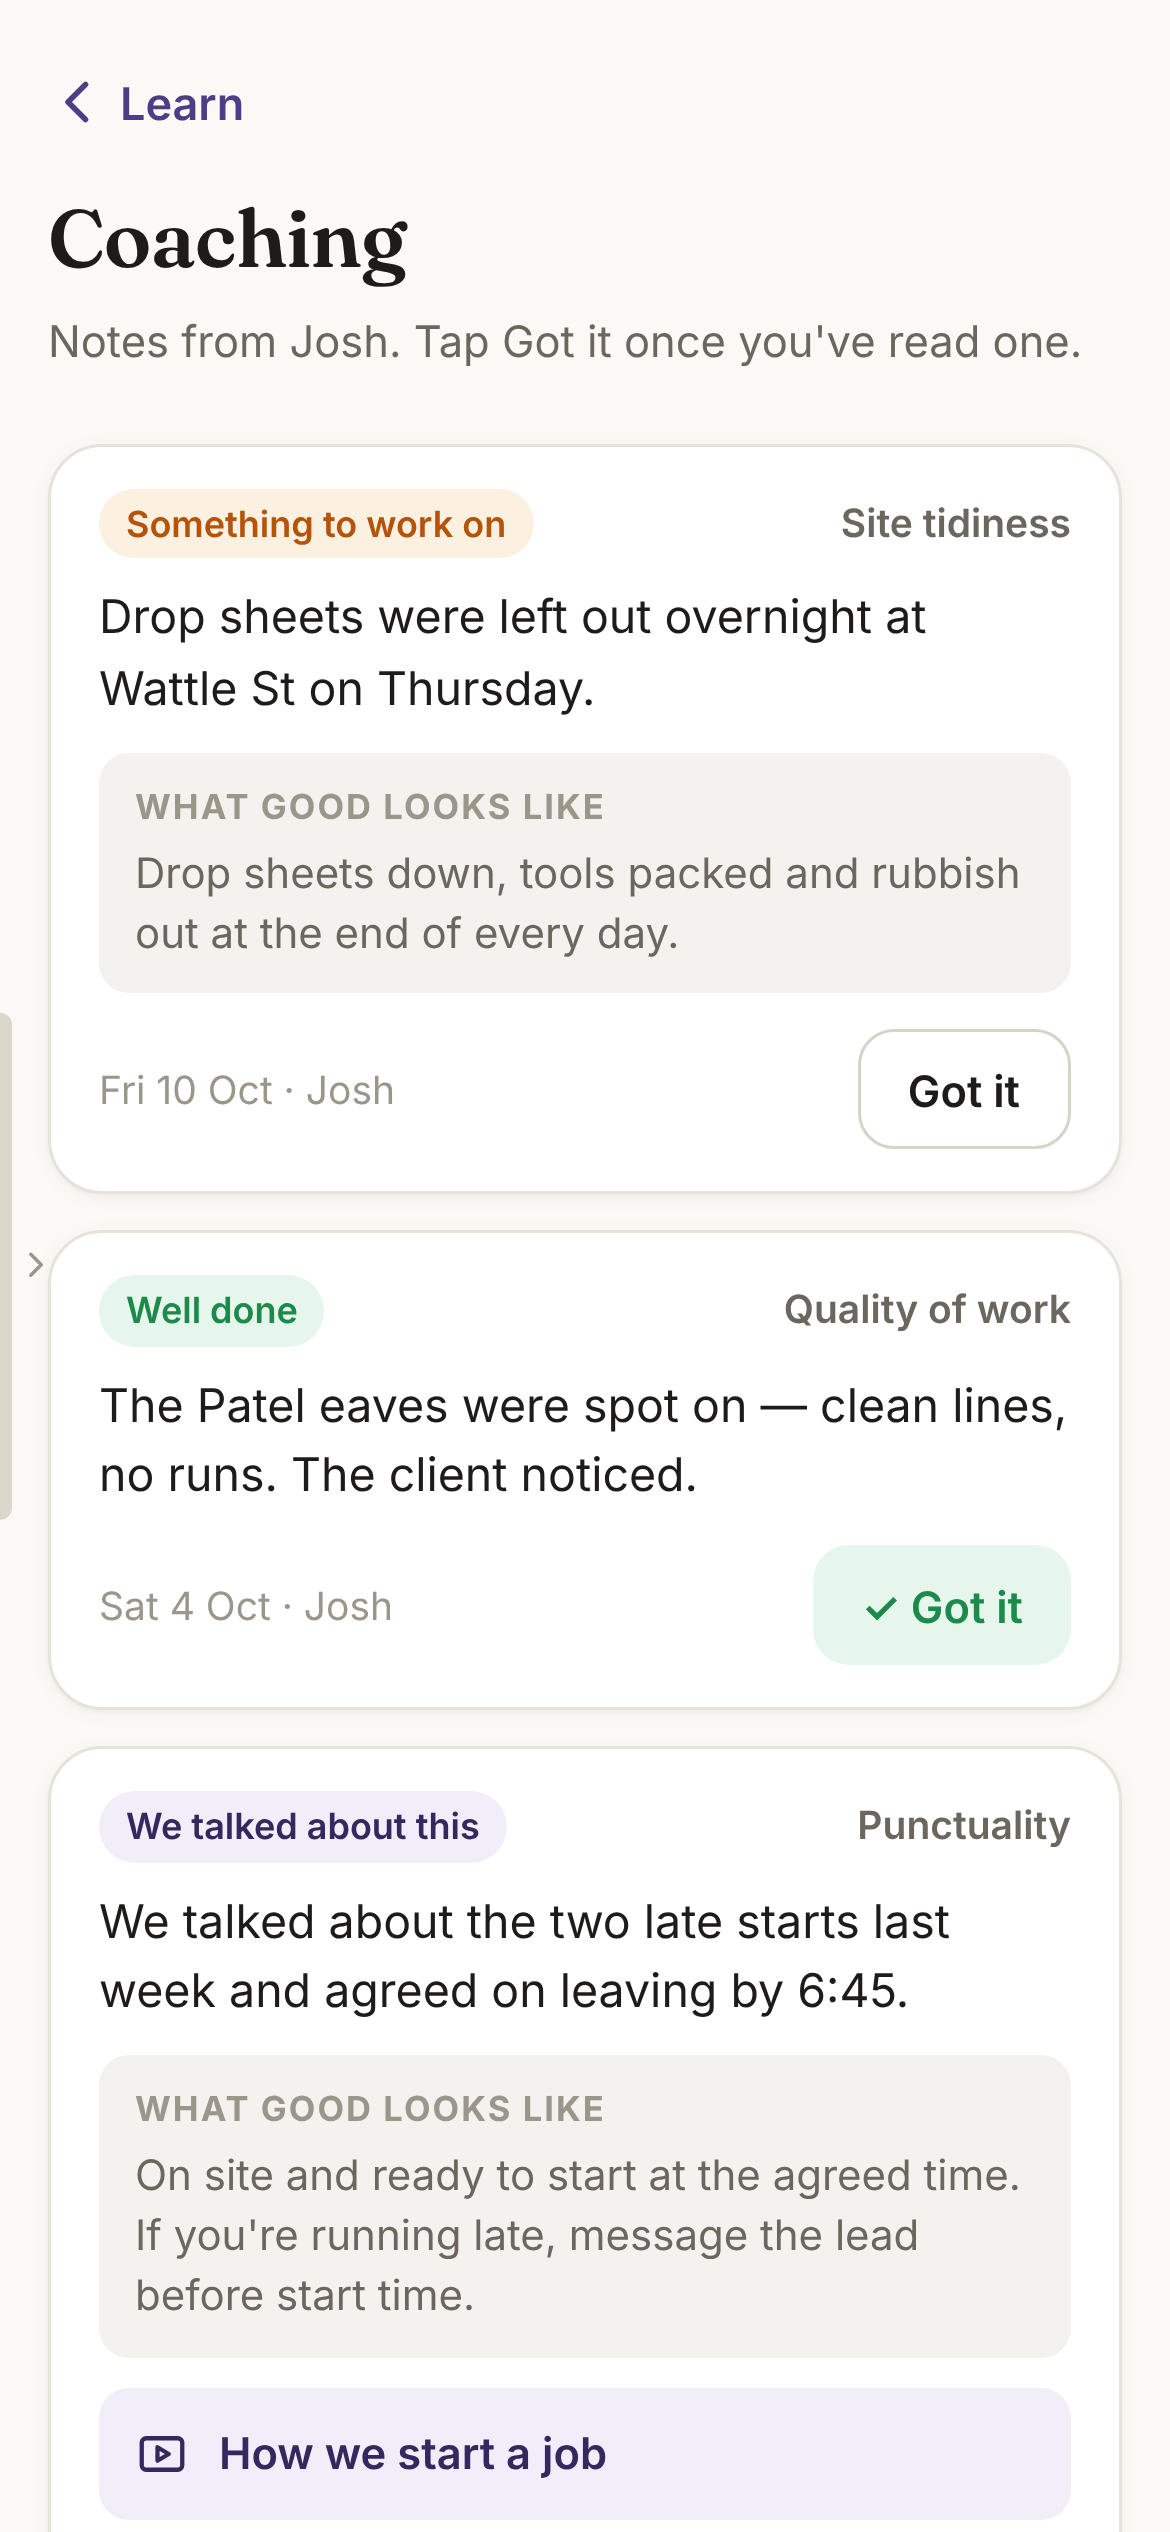 Learn
Coaching
Notes from Josh. Tap Got it once you've read one.
Something to work on
Site tidiness
Drop sheets were left out overnight at
Wattle St on Thursday.
WHAT GOOD LOOKS LIKE
Drop sheets down, tools packed and rubbish
out at the end of every day.
Fri 10 Oct · Josh
Got it
Well done
Quality of work
The Patel eaves were spot on — clean lines,
no runs. The client noticed.
Sat 4 Oct · Josh
✓ Got it
We talked about this
Punctuality
We talked about the two late starts last
week and agreed on leaving by 6:45.
WHAT GOOD LOOKS LIKE
On site and ready to start at the agreed time.
If you're running late, message the lead
before start time.
How we start a job